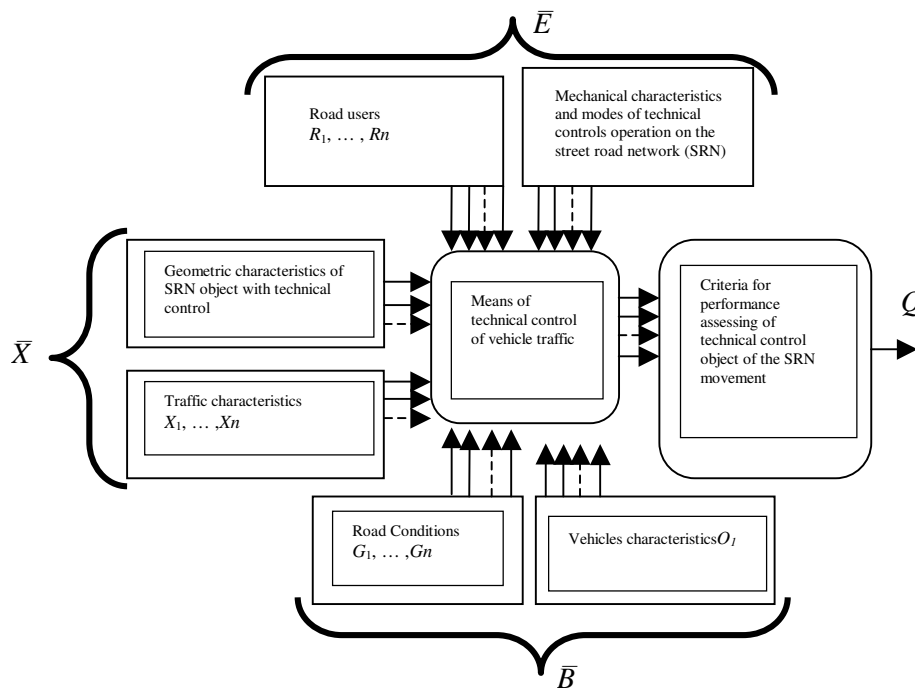 E̅
Road users
R₁, … , Rn
Mechanical characteristics
and modes of technical
controls operation on the
street road network (SRN)
X̅
Geometric characteristics of
SRN object with technical
control
Traffic characteristics
X₁, … ,Xn
Means of
technical control
of vehicle traffic
Criteria for
performance
assessing of
technical control
object of the SRN
movement
Q
Road Conditions
G₁, … ,Gn
Vehicles characteristicsO₁
B̅